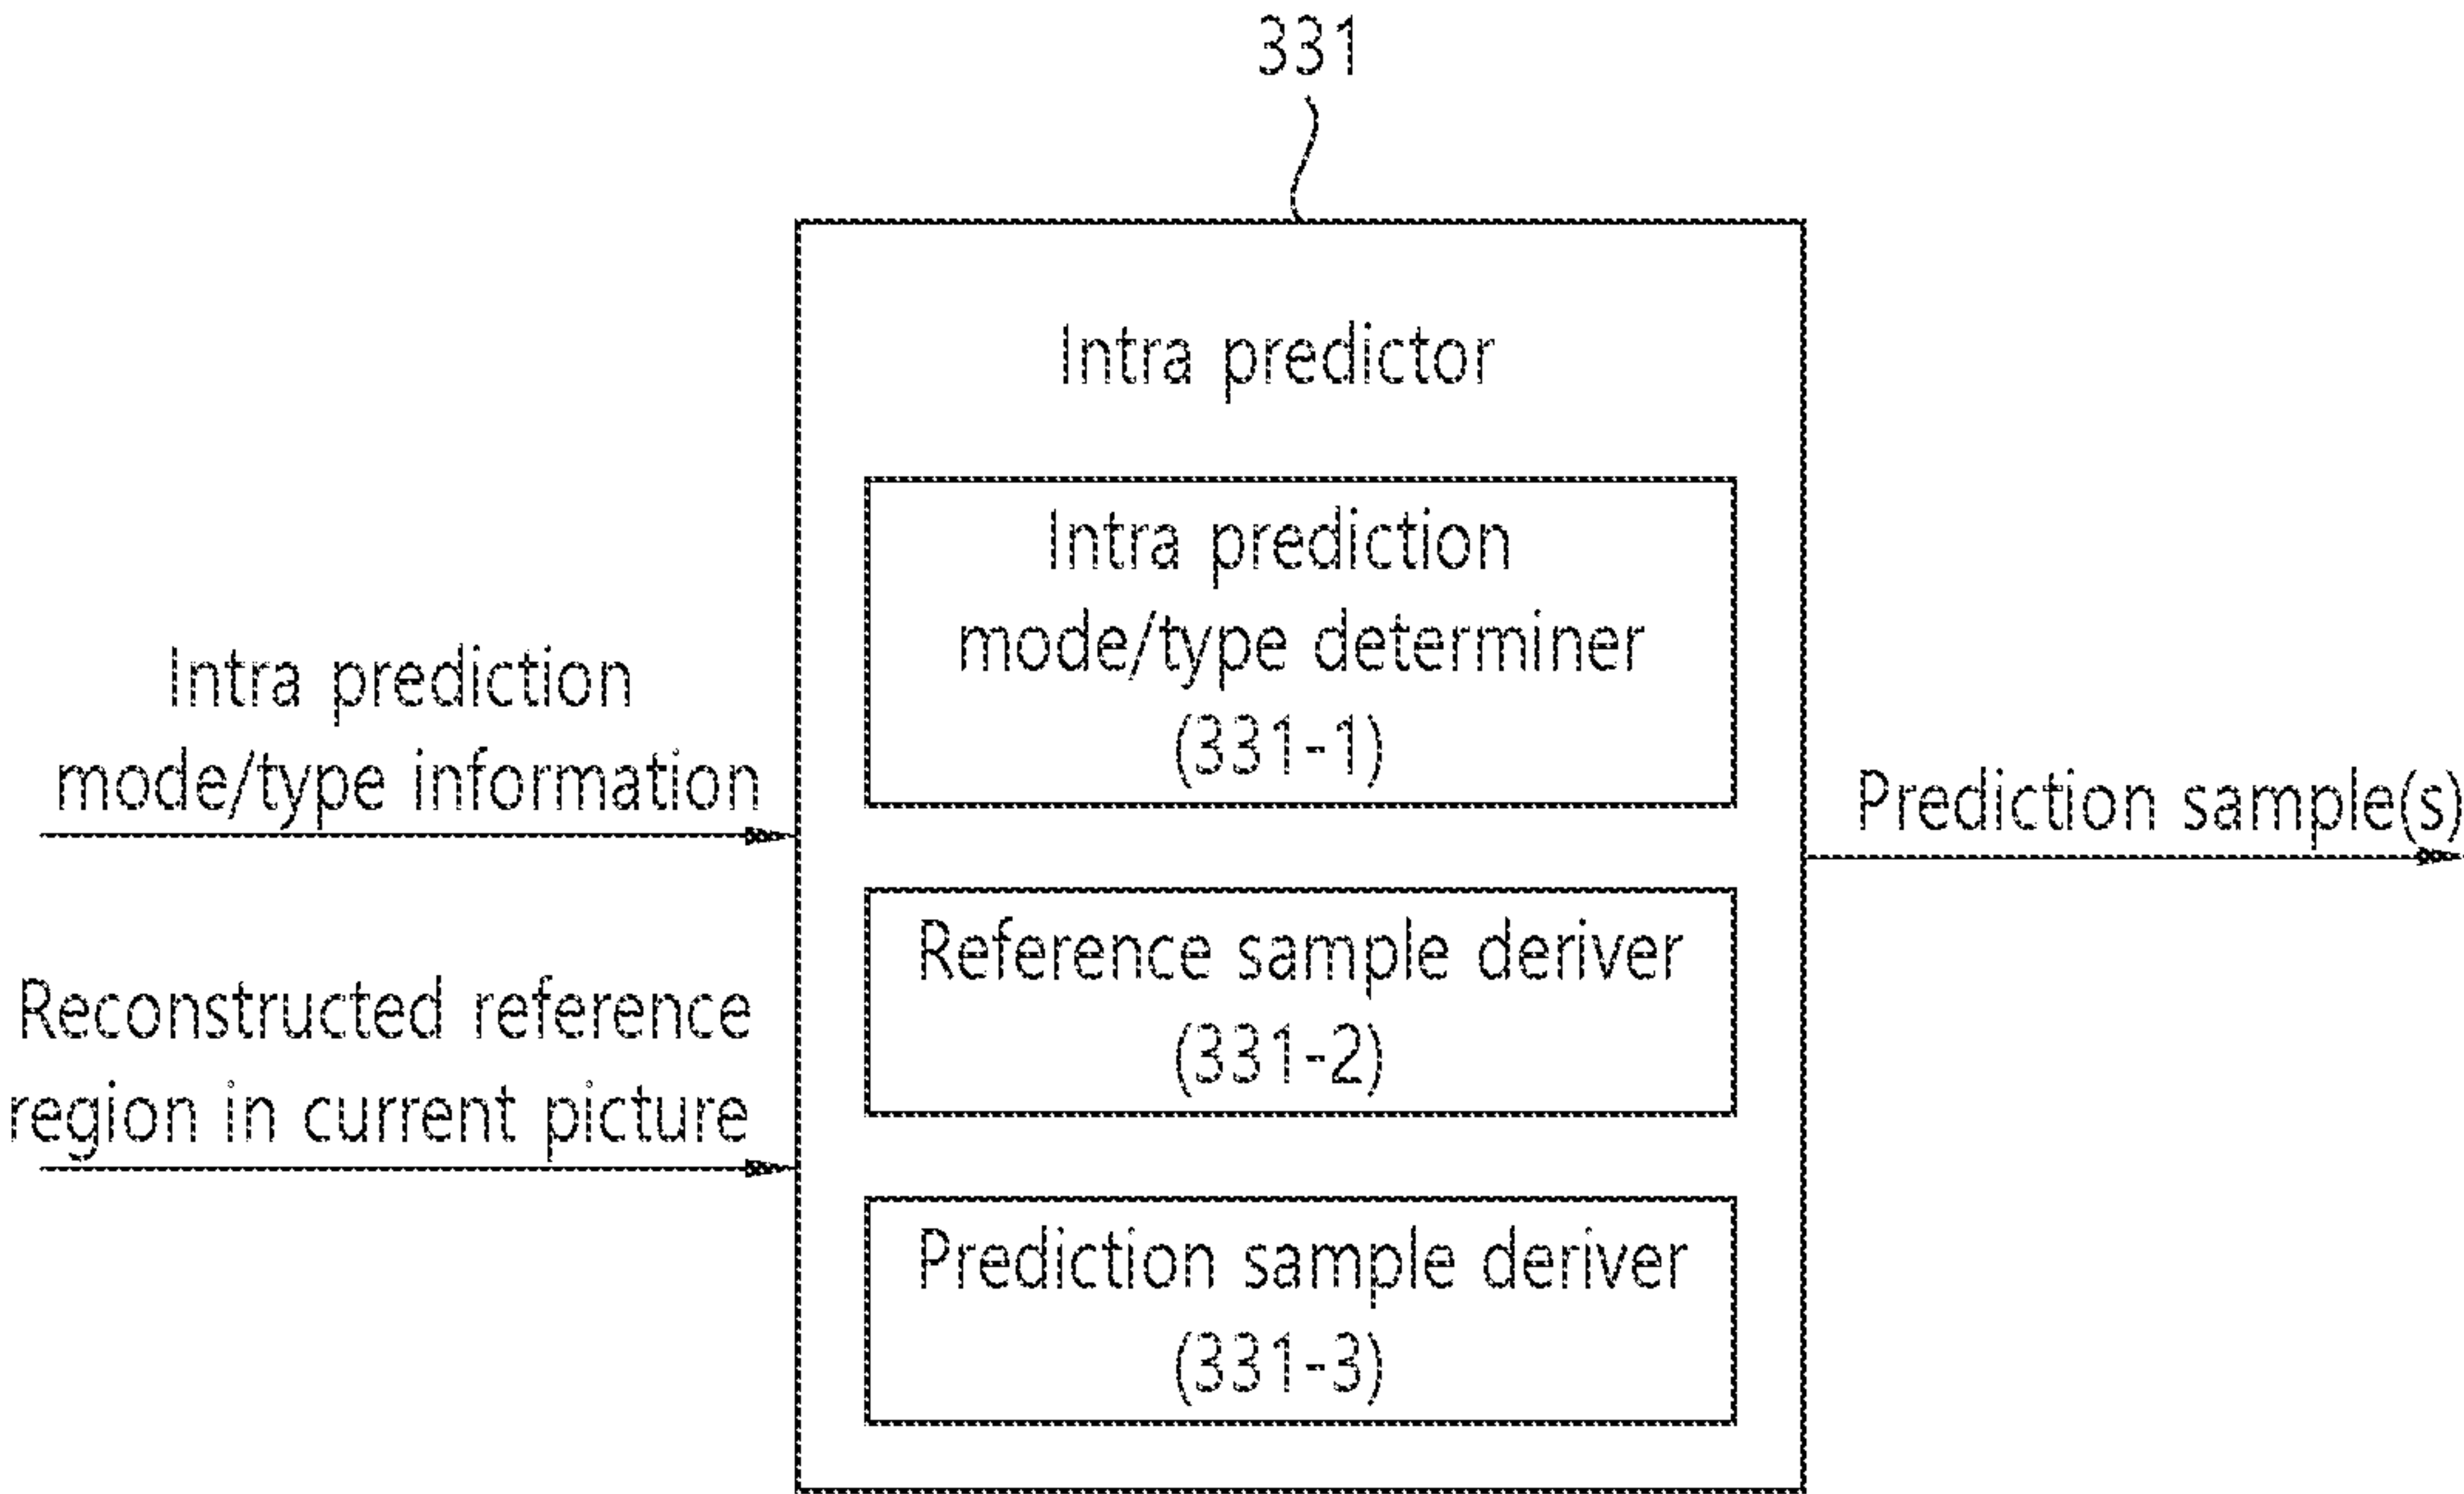 331
Intra predictor
Intra prediction
mode/type determiner
(331-1)
Intra prediction
mode/type information
Prediction sample(s)
Reference sample deriver
(331-2)
Reconstructed reference
region in current picture
Prediction sample deriver
(331-3)